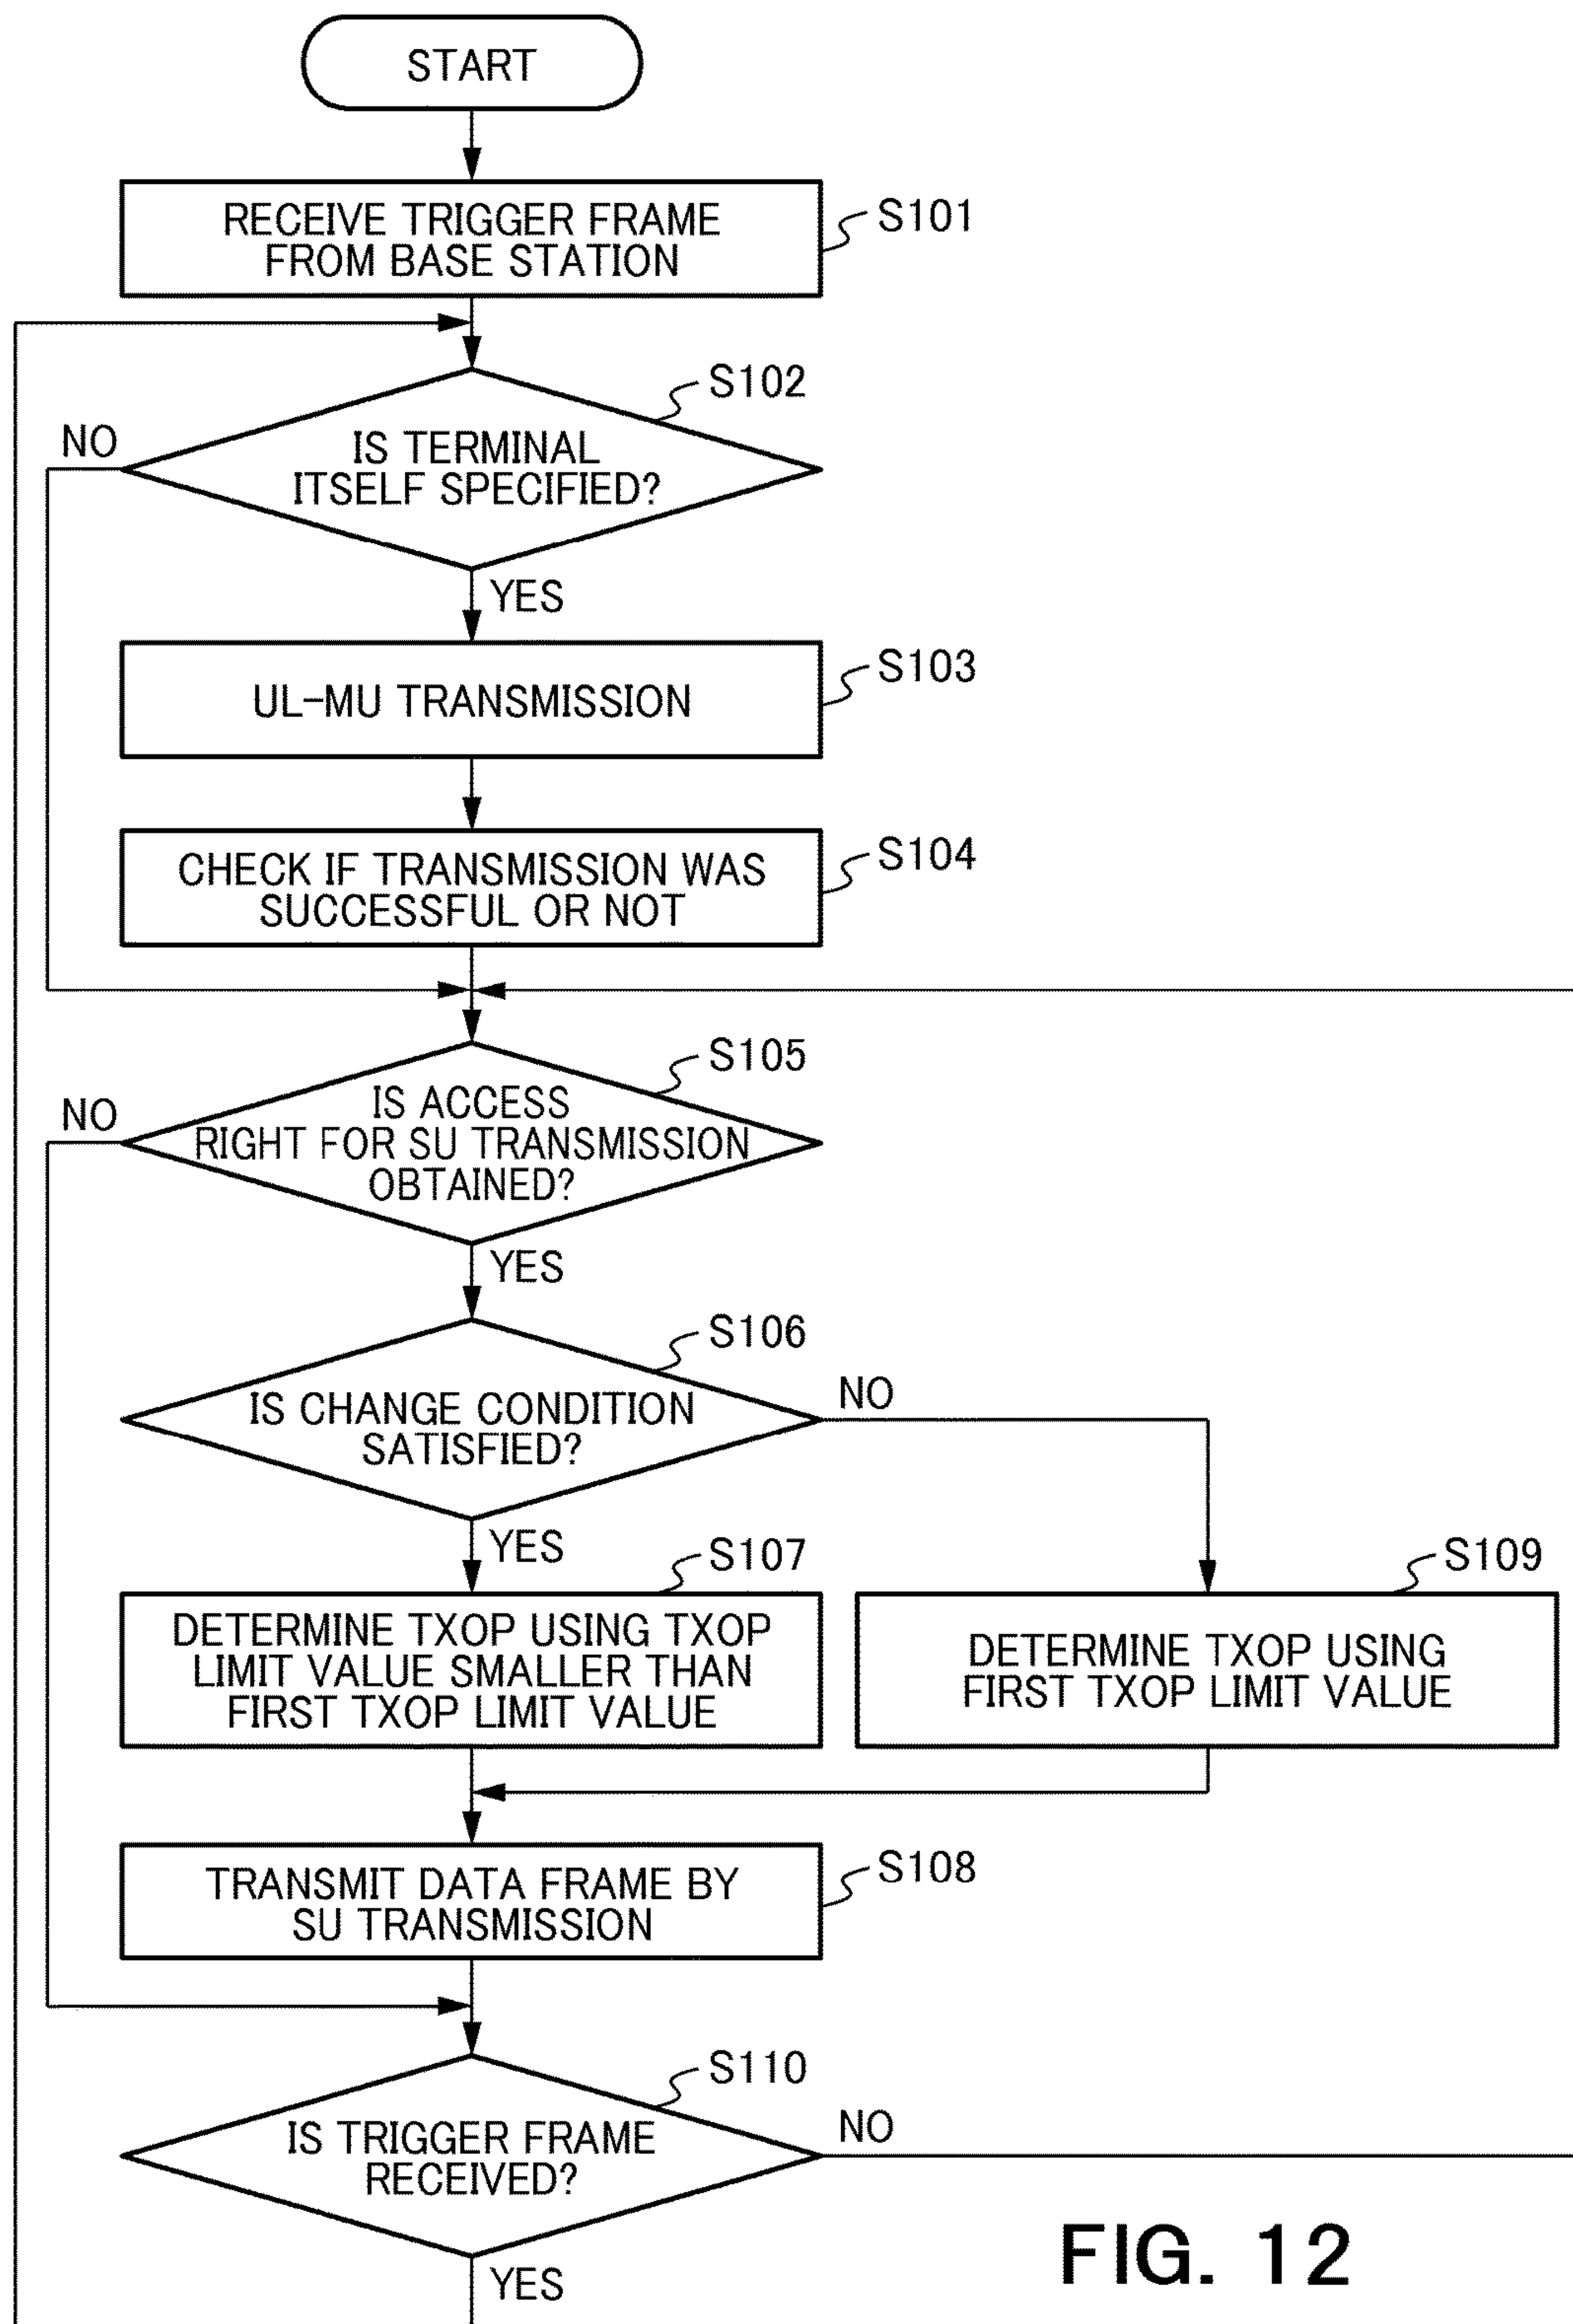 START
RECEIVE TRIGGER FRAME
FROM BASE STATION
S101
S102
NO
IS TERMINAL
ITSELF SPECIFIED?
YES
UL-MU TRANSMISSION
S103
CHECK IF TRANSMISSION WAS
SUCCESSFUL OR NOT
S104
S105
NO
IS ACCESS
RIGHT FOR SU TRANSMISSION
OBTAINED?
YES
S106
IS CHANGE CONDITION
SATISFIED?
NO
YES
S107
DETERMINE TXOP USING TXOP
LIMIT VALUE SMALLER THAN
FIRST TXOP LIMIT VALUE
S109
DETERMINE TXOP USING
FIRST TXOP LIMIT VALUE
TRANSMIT DATA FRAME BY
SU TRANSMISSION
S108
S110
IS TRIGGER FRAME
RECEIVED?
NO
YES
FIG. 12